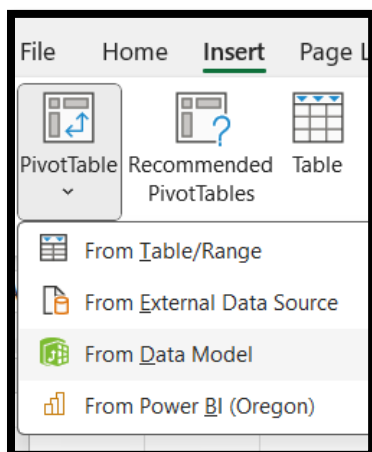 File Home Insert Page L
PivotTable Recommended Table
PivotTables
From Table/Range
From External Data Source
From Data Model
From Power BI (Oregon)